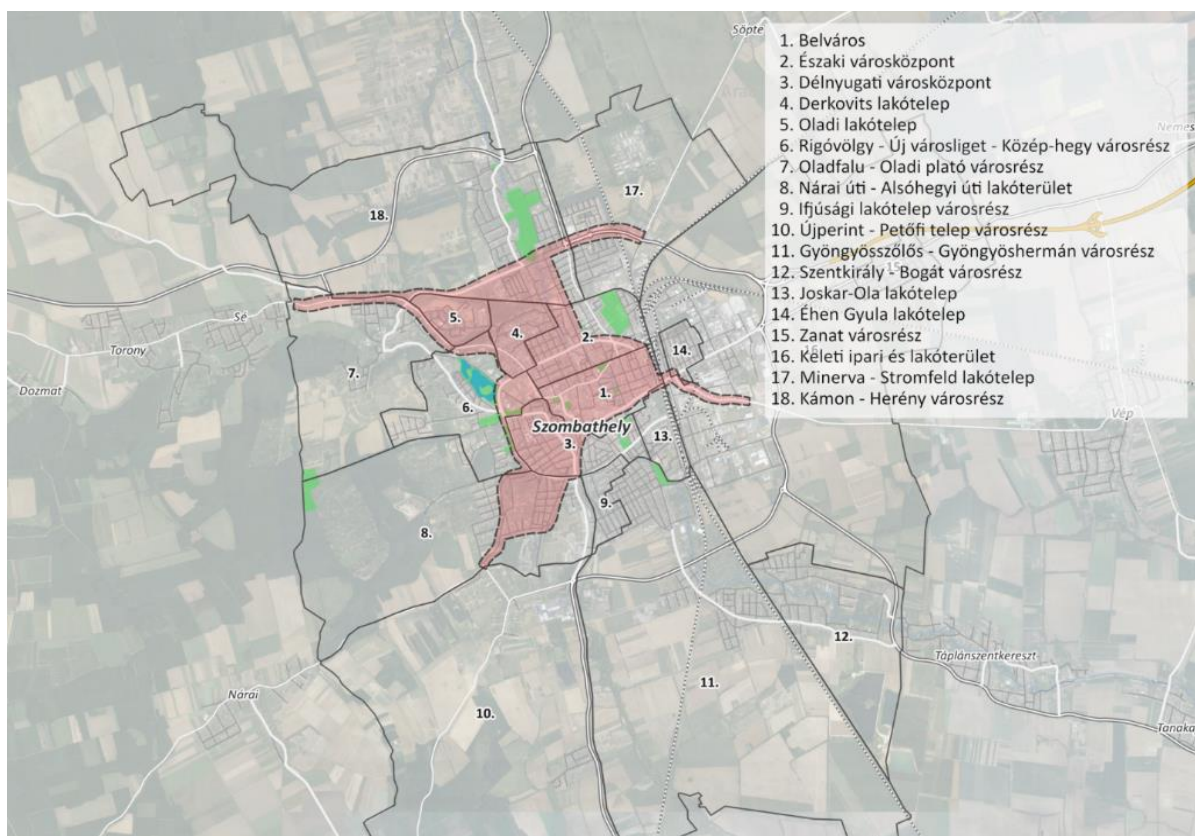 1. Belváros
2. Északi városközpont
3. Délnyugati városközpont
4. Derkovits lakótelep
5. Oladi lakótelep
6. Rigóvölgy - Új városliget - Közép-hegy városrész
7. Oladfalu - Oladi plató városrész
8. Nárai úti - Alsóhegyi úti lakóterület
9. Ifjúsági lakótelep városrész
10. Újperint - Petőfi telep városrész
11. Gyöngyösszőlős - Gyöngyöshermán városrész
12. Szentkirály - Bogát városrész
13. Joskar-Ola lakótelep
14. Éhen Gyula lakótelep
15. Zanat városrész
16. Keleti ipari és lakóterület
17. Minerva - Stromfeld lakótelep
18. Kámon - Herény városrész
Söpte
Nemes
17.
18.
15.
Sé
5.
4.
2.
14.
16.
Torony
7.
Dozmat
6.
1.
Vép
Szombathely
3.
13.
9.
8.
12.
Táplánszentkereszt
11.
Nárai
10.
Tanaka